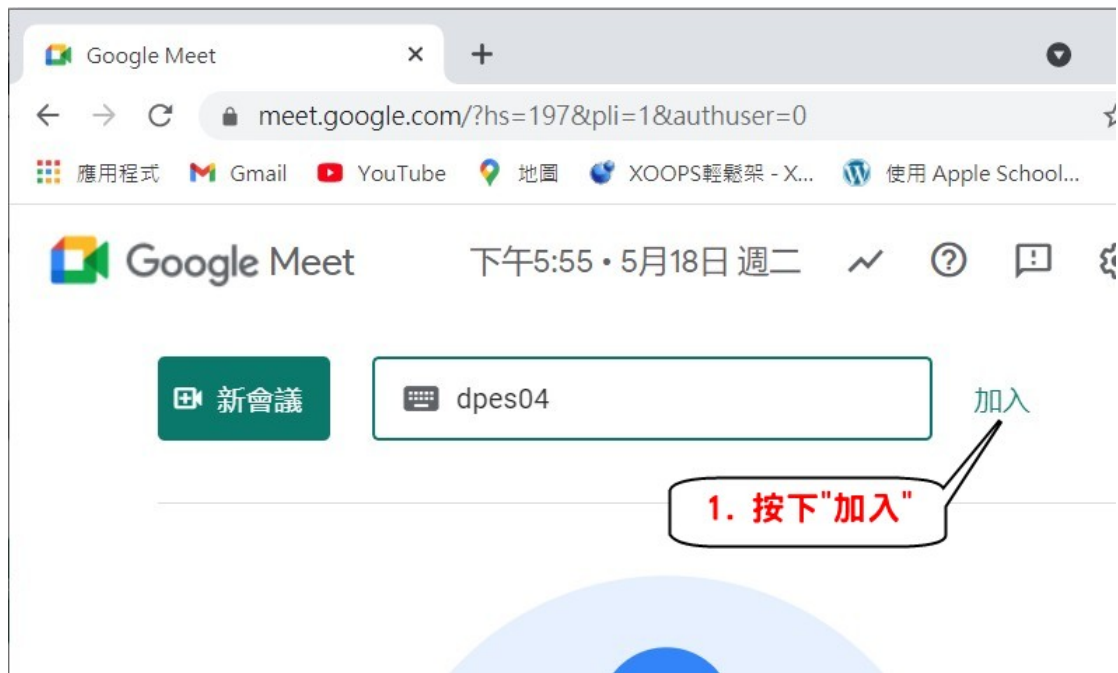 Google Meet
meet.google.com/?hs=197&pli=1&authuser=0
應用程式 Gmail YouTube 地圖 XOOPS輕鬆架 - X... 使用 Apple School...
Google Meet 下午5:55 • 5月18日 週二
新會議 dpes04 加入
1. 按下"加入"